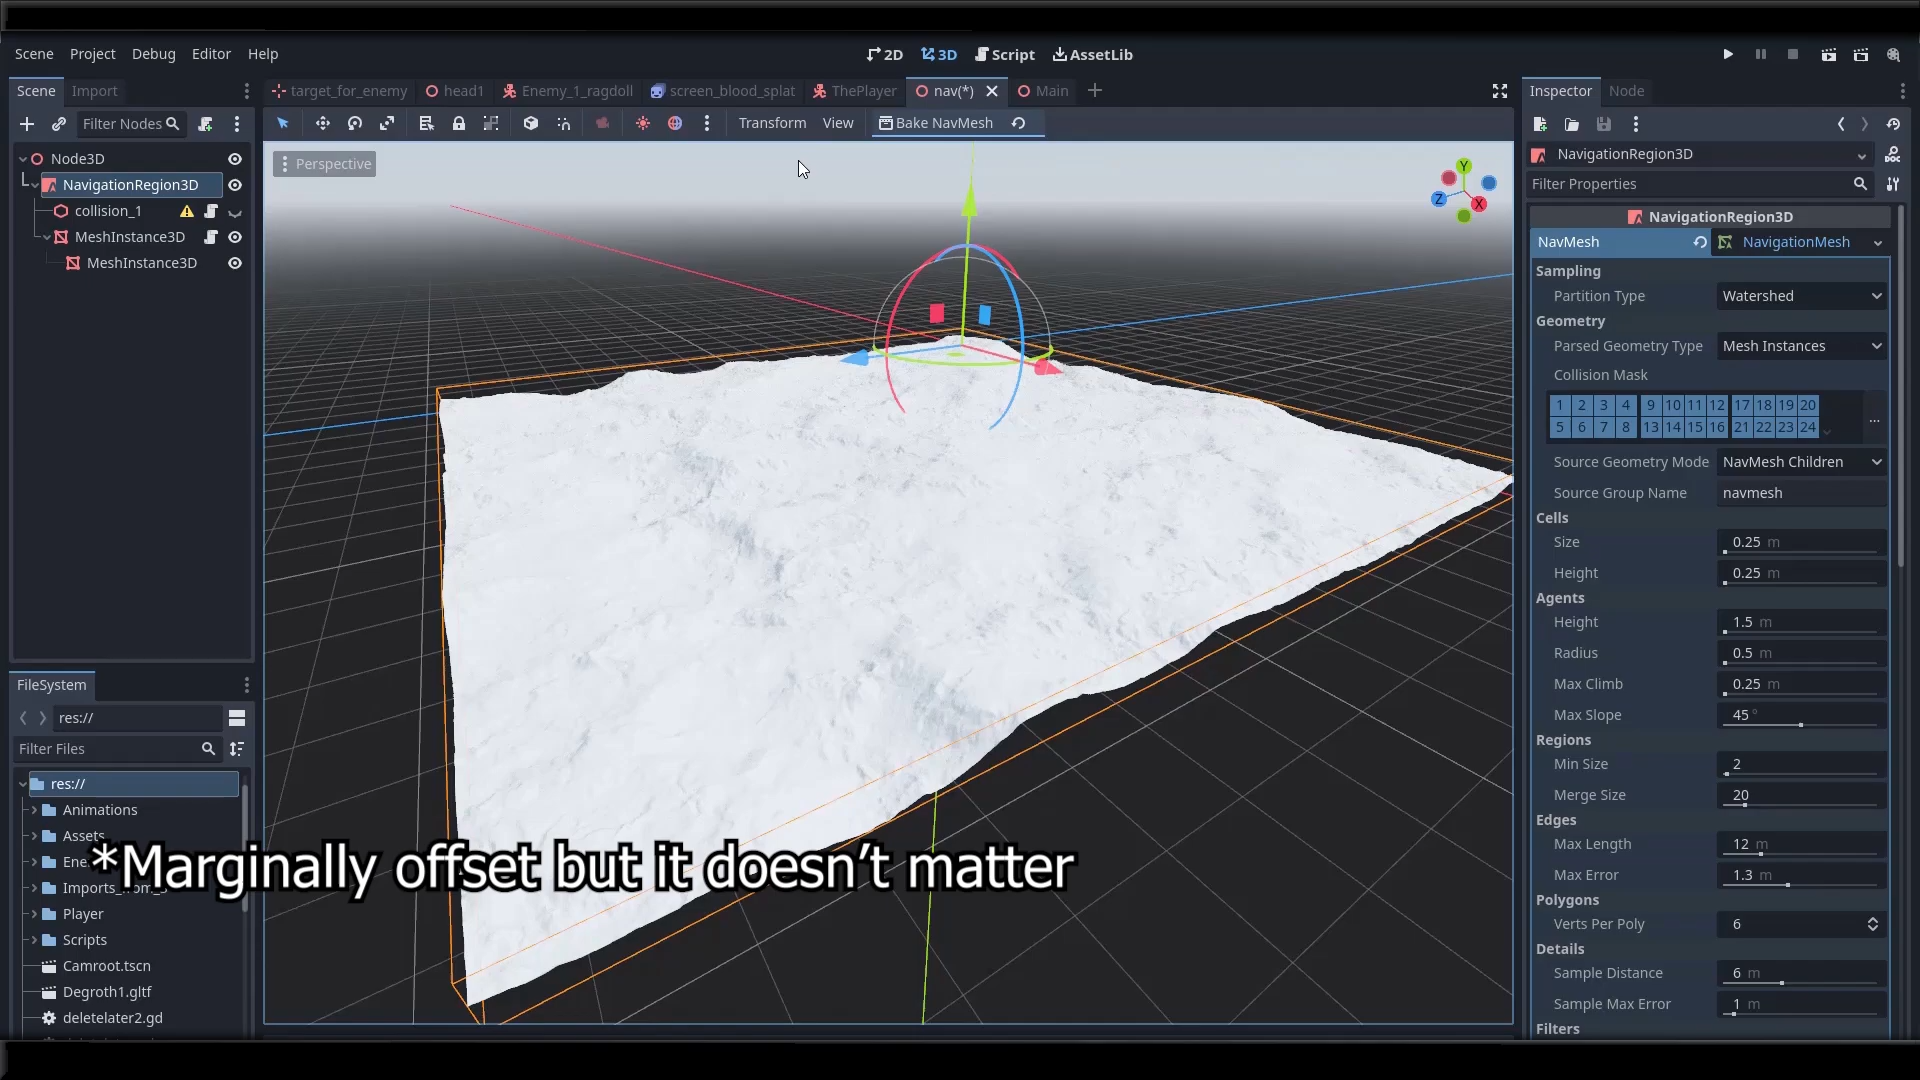 Scene Project Debug Editor Help
2D 3D Script AssetLib
Scene Import
target_for_enemy head1 Enemy_1_ragdoll screen_blood_splat ThePlayer nav(*) Main
Inspector Node
Filter Nodes
Transform View Bake NavMesh
Perspective
Y
Z
X
Node3D
NavigationRegion3D
collision_1
MeshInstance3D
MeshInstance3D
NavigationRegion3D
Filter Properties
NavigationRegion3D
NavMesh NavigationMesh
Sampling
Partition Type Watershed
Geometry
Parsed Geometry Type Mesh Instances
Collision Mask
1 2 3 4 9 10 11 12 17 18 19 20
5 6 7 8 13 14 15 16 21 22 23 24
Source Geometry Mode NavMesh Children
Source Group Name navmesh
Cells
Size 0.25 m
Height 0.25 m
Agents
Height 1.5 m
Radius 0.5 m
Max Climb 0.25 m
Max Slope 45 °
Regions
Min Size 2
Merge Size 20
Edges
Max Length 12 m
Max Error 1.3 m
Polygons
Verts Per Poly 6
Details
Sample Distance 6 m
Sample Max Error 1 m
Filters
FileSystem
res://
Filter Files
res://
Animations
Assets
Player
Scripts
Camroot.tscn
Degroth1.gltf
deletelater2.gd
*Marginally offset but it doesn’t matter